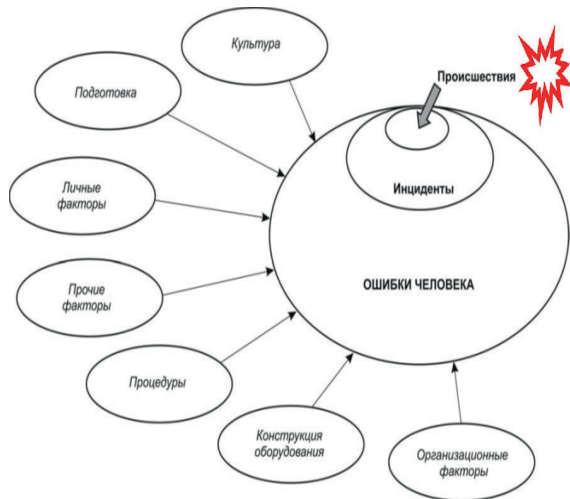 Культура
Происшествия
Подготовка
Инциденты
Личные
факторы
ОШИБКИ ЧЕЛОВЕКА
Прочие
факторы
Процедуры
Конструкция
оборудования
Организационные
факторы